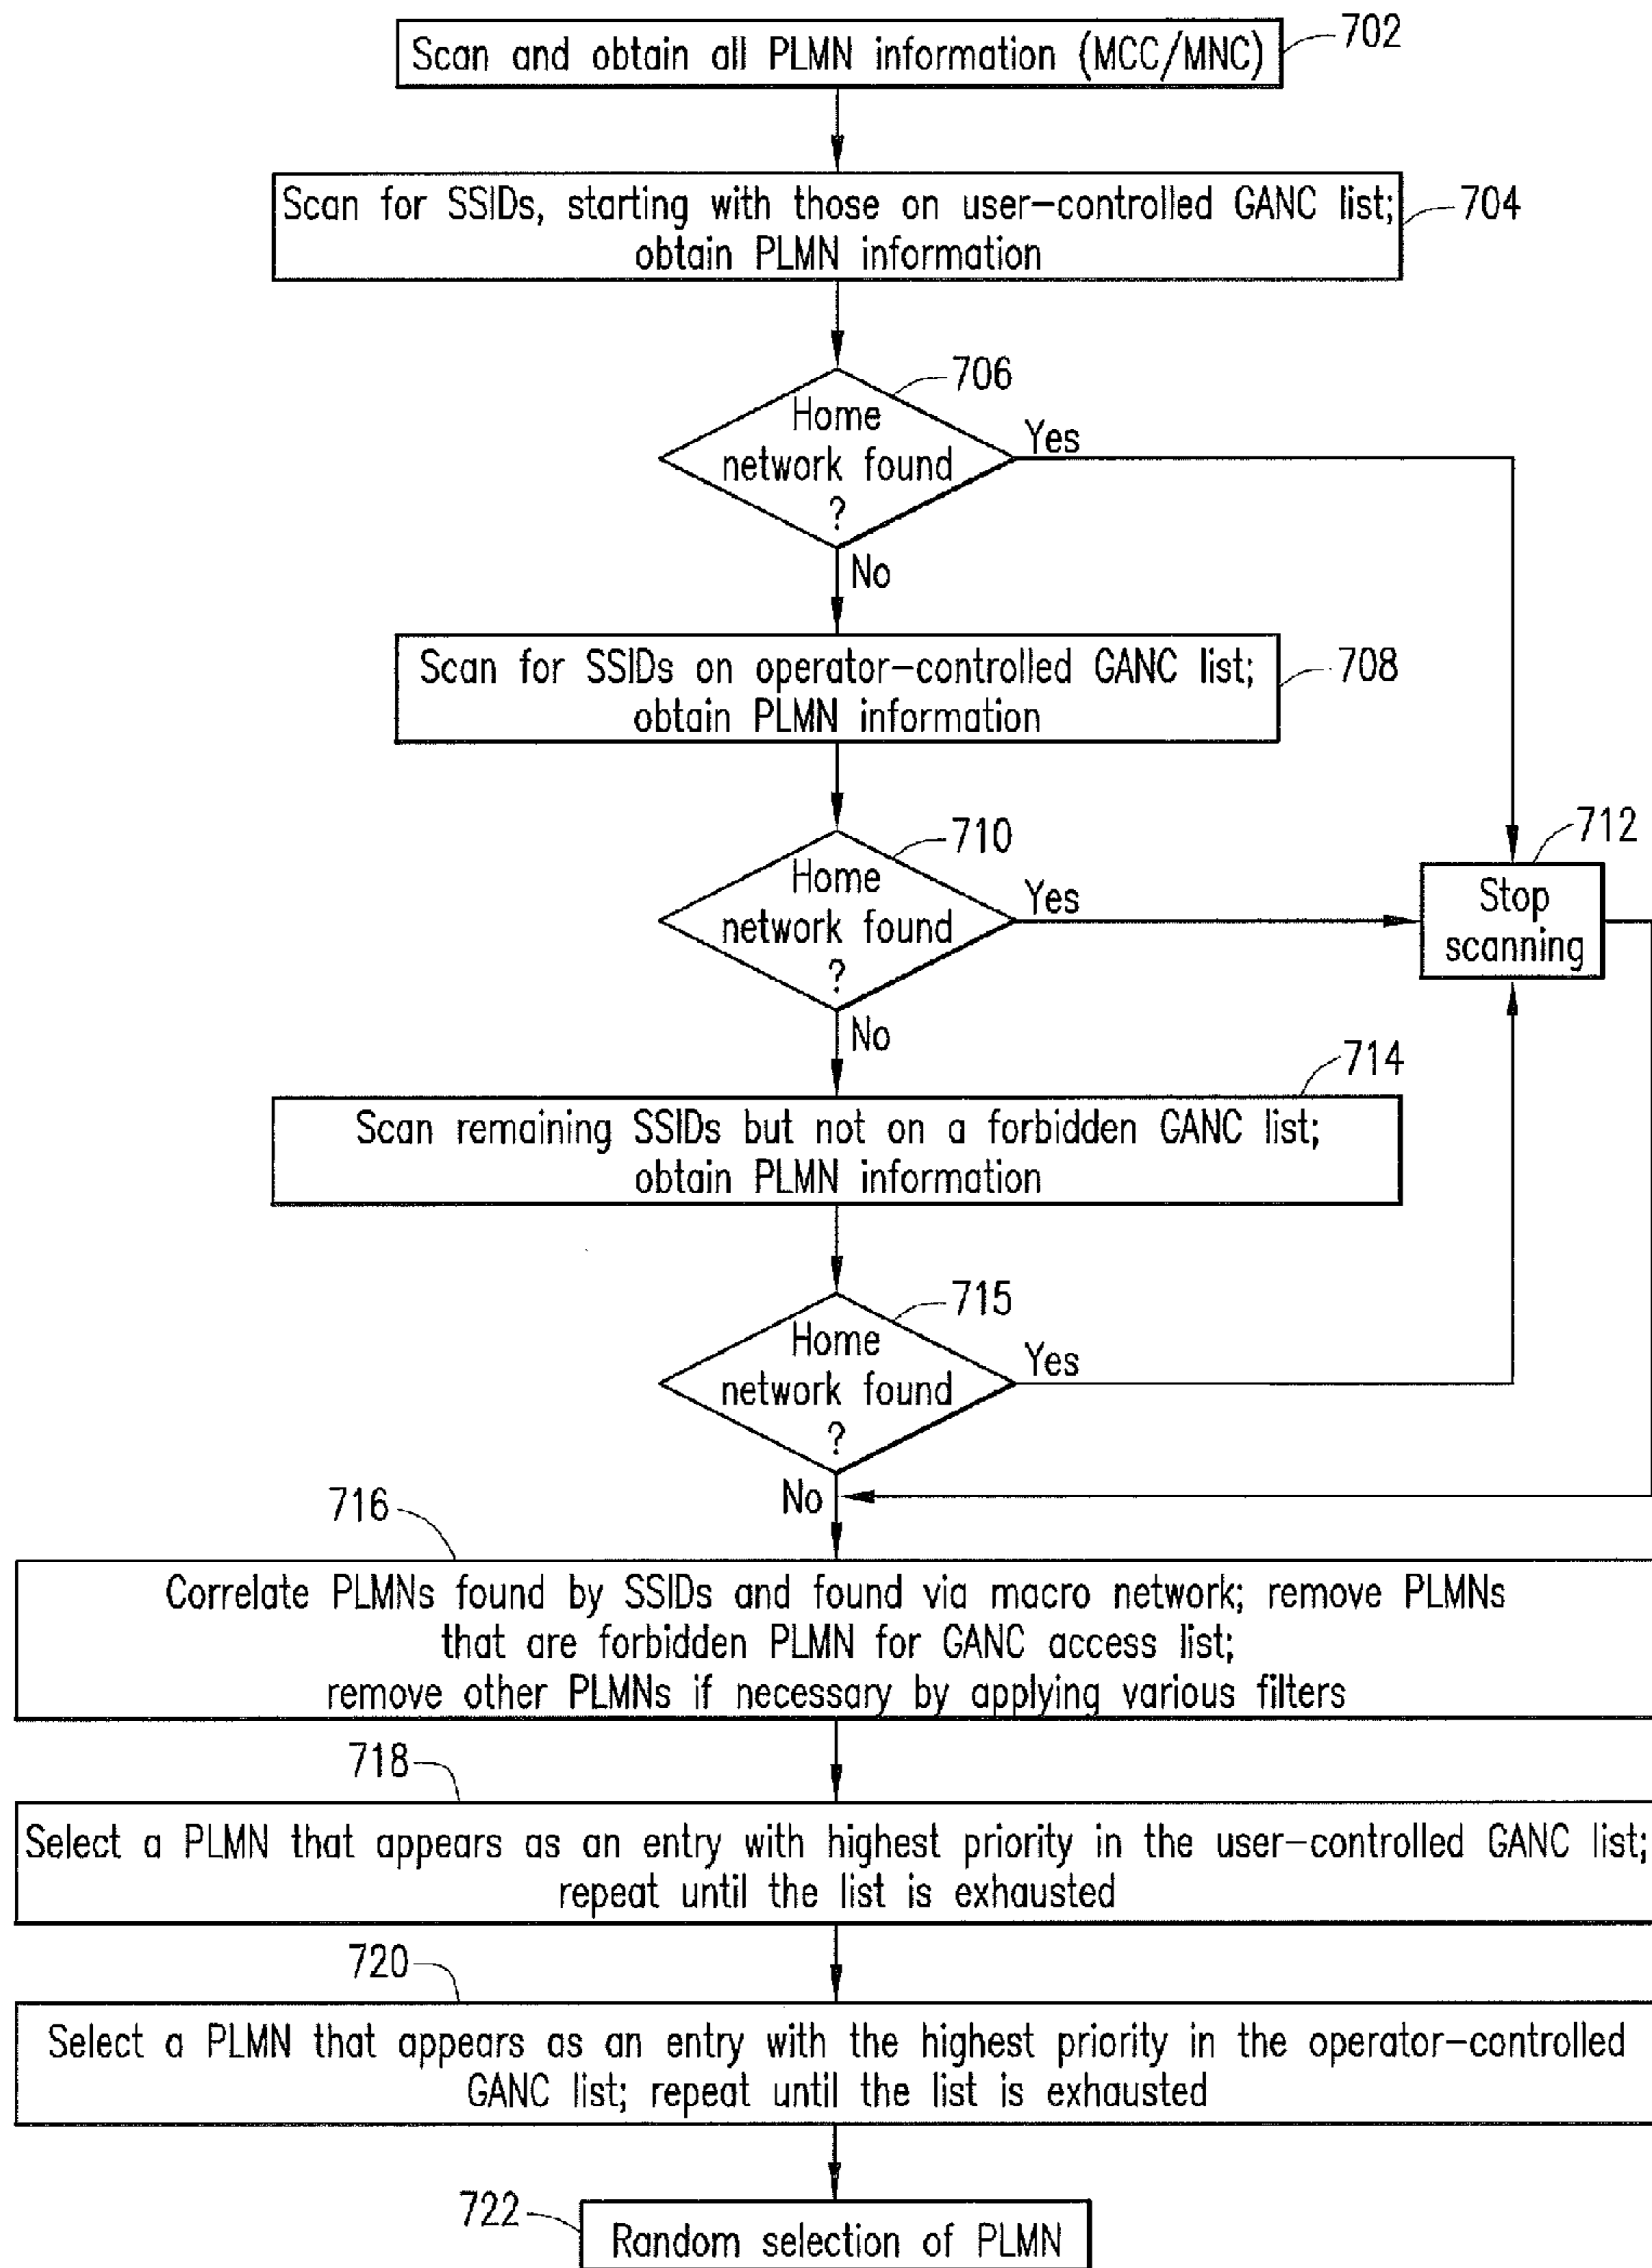 Scan and obtain all PLMN information (MCC/MNC)
702
Scan for SSIDs, starting with those on user-controlled GANC list;
obtain PLMN information
704
706
Home
network found
?
Yes
No
Scan for SSIDs on operator-controlled GANC list;
obtain PLMN information
708
710
Home
network found
?
Yes
712
Stop
scanning
No
714
Scan remaining SSIDs but not on a forbidden GANC list;
obtain PLMN information
715
Home
network found
?
Yes
No
716
Correlate PLMNs found by SSIDs and found via macro network; remove PLMNs
that are forbidden PLMN for GANC access list;
remove other PLMNs if necessary by applying various filters
718
Select a PLMN that appears as an entry with highest priority in the user-controlled GANC list;
repeat until the list is exhausted
720
Select a PLMN that appears as an entry with the highest priority in the operator-controlled
GANC list; repeat until the list is exhausted
722
Random selection of PLMN